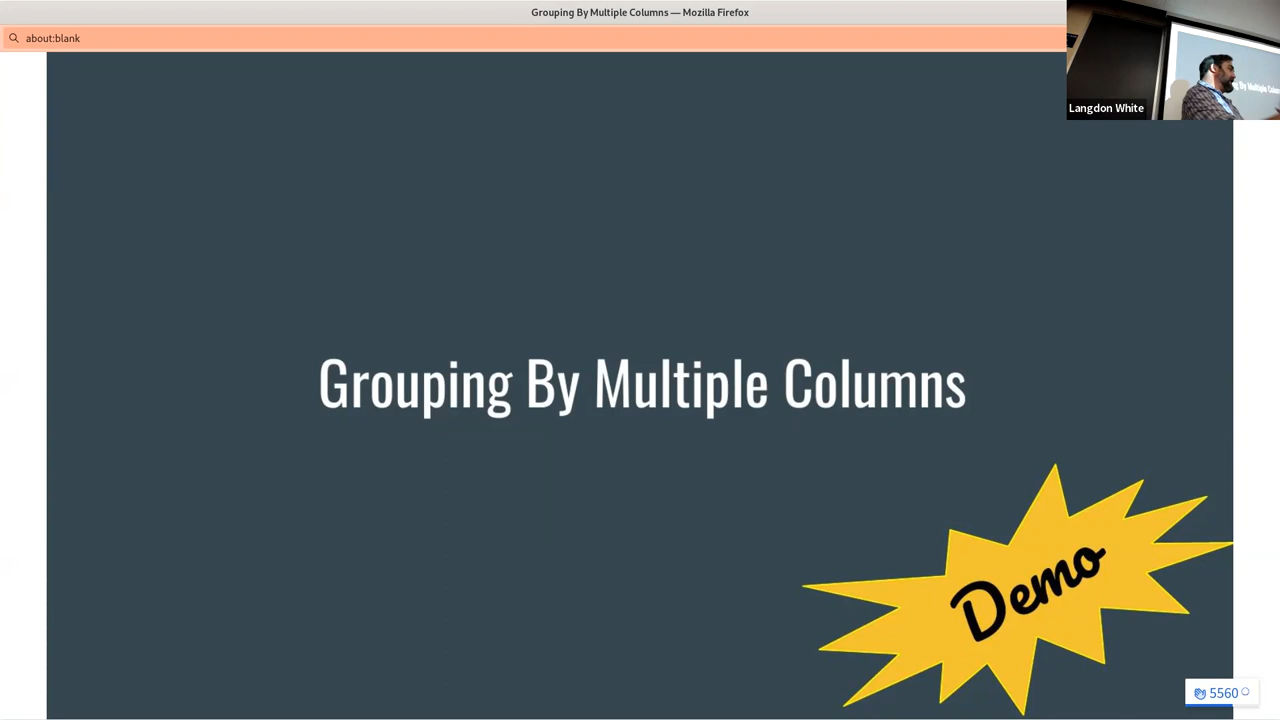 Grouping By Multiple Columns — Mozilla Firefox
about:blank
Langdon White
Grouping By Multiple Columns
Demo
5560